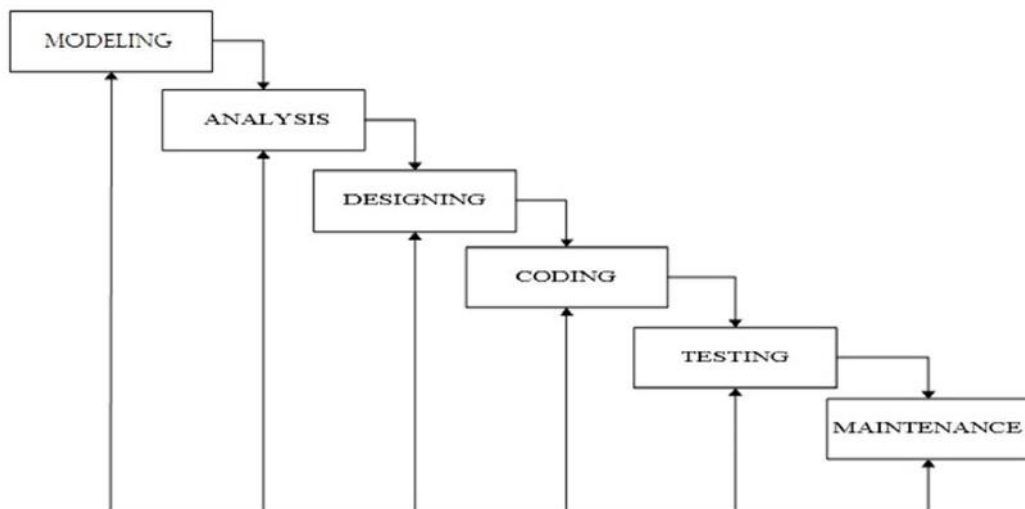 MODELING
ANALYSIS
DESIGNING
CODING
TESTING
MAINTENANCE